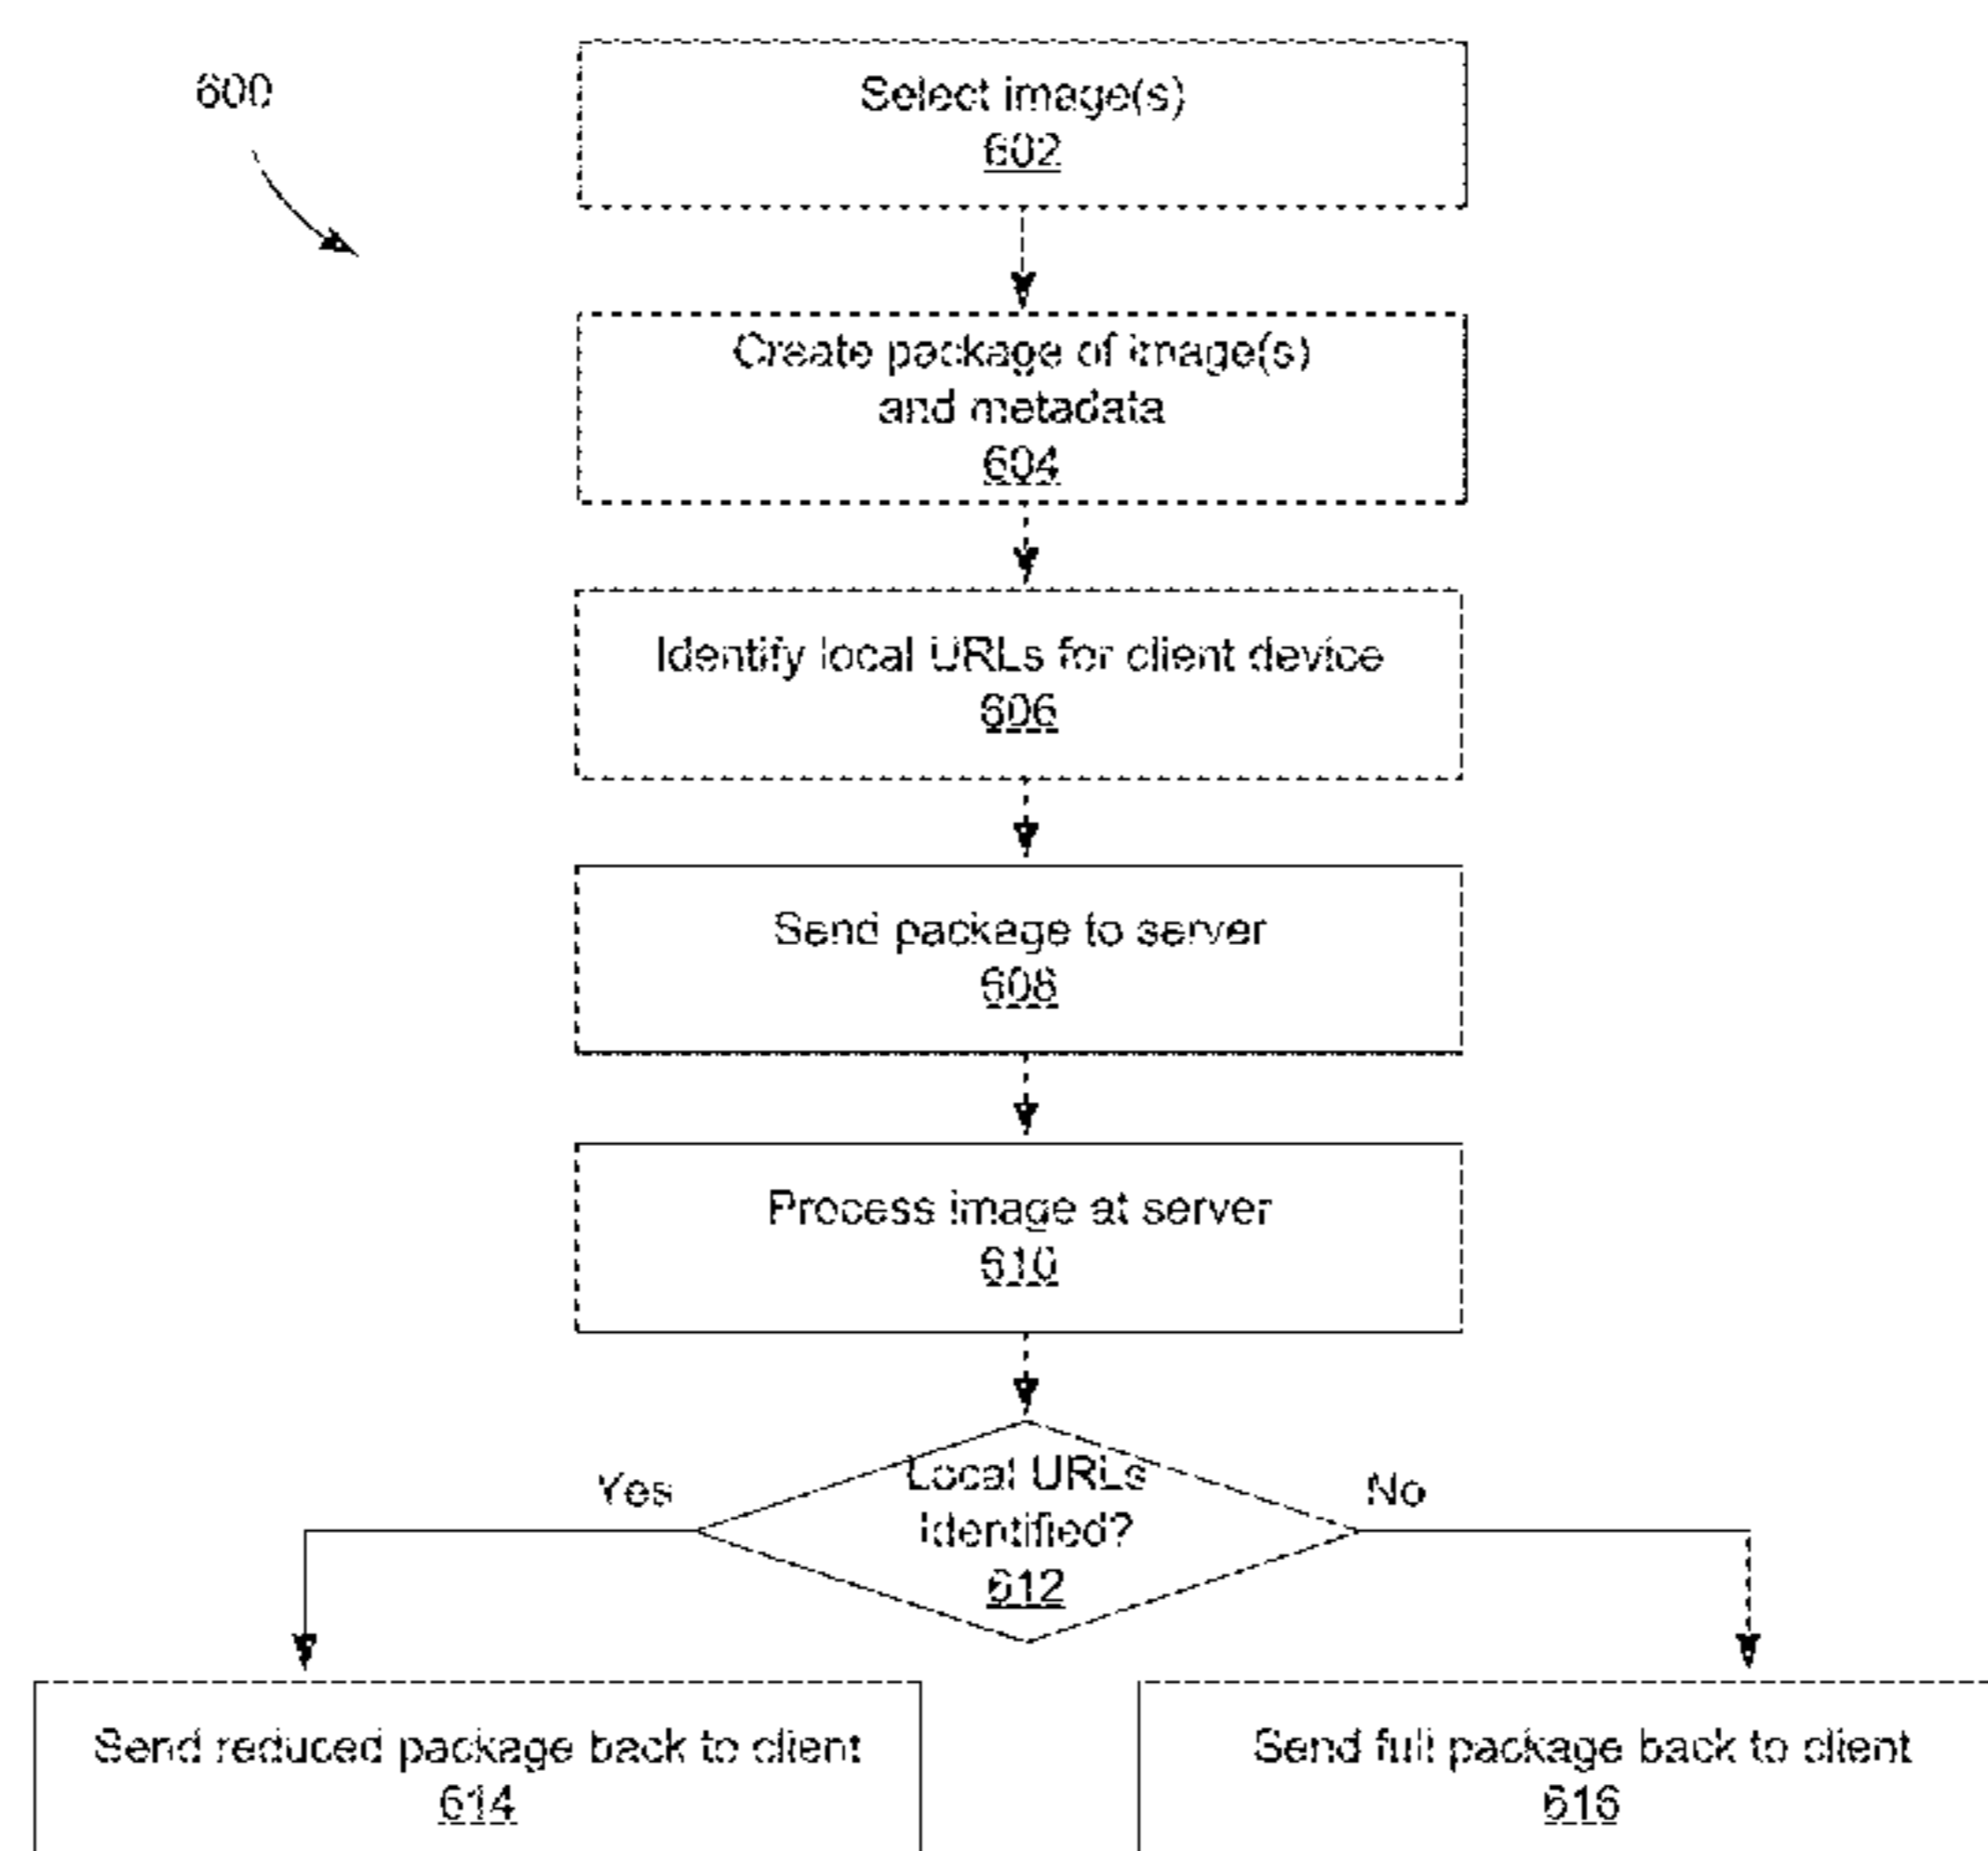 600
Select image(s)
602
Create package of image(s)
and metadata
604
Identify local URLs for client device
606
Send package to server
608
Process image at server
610
Yes
Local URLs
identified?
612
No
Send reduced package back to client
614
Send full package back to client
616